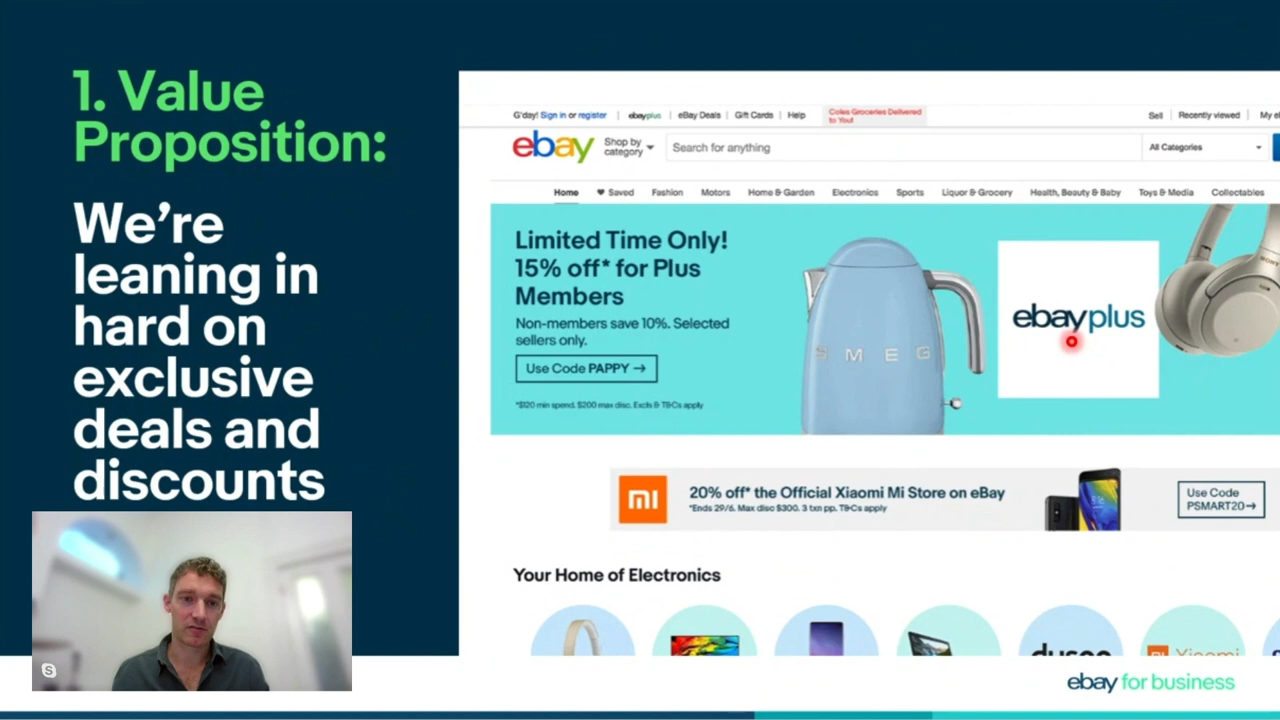 1. Value
Proposition:
We're
leaning in
hard on
exclusive
deals and
discounts
G'day! Sign in or register
ebayplus
eBay Deals
Gift Cards
Help
Coles Groceries Delivered
to You!
Sell
Recently viewed
My e
ebay
Shop by
category
Search for anything
All Categories
Home
Saved
Fashion
Motors
Home & Garden
Electronics
Sports
Liquor & Grocery
Health, Beauty & Baby
Toys & Media
Collectables
Limited Time Only!
15% off* for Plus
Members
Non-members save 10%. Selected
sellers only.
Use Code PAPPY →
*$120 min spend. $200 max disc. Excls & T&Cs apply
SMEG
ebayplus
SONY
mi
20% off* the Official Xiaomi Mi Store on eBay
*Ends 29/6. Max disc $300. 3 txn pp. T&Cs apply
Use Code
PSMART20→
Your Home of Electronics
dyson
Xiaomi
S
ebay for business